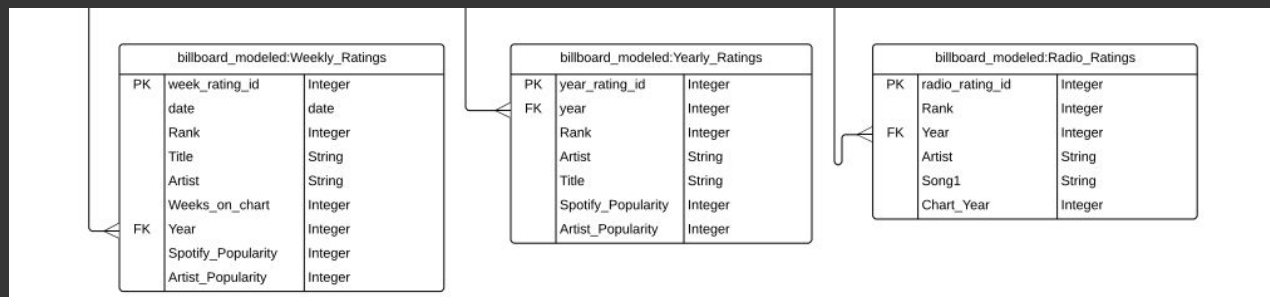 billboard_modeled:Weekly_Ratings
PK week_rating_id Integer
date date
Rank Integer
Title String
Artist String
Weeks_on_chart Integer
FK Year Integer
Spotify_Popularity Integer
Artist_Popularity Integer
billboard_modeled:Yearly_Ratings
PK year_rating_id Integer
FK year Integer
Rank Integer
Artist String
Title String
Spotify_Popularity Integer
Artist_Popularity Integer
billboard_modeled:Radio_Ratings
PK radio_rating_id Integer
Rank Integer
FK Year Integer
Artist String
Song1 String
Chart_Year Integer